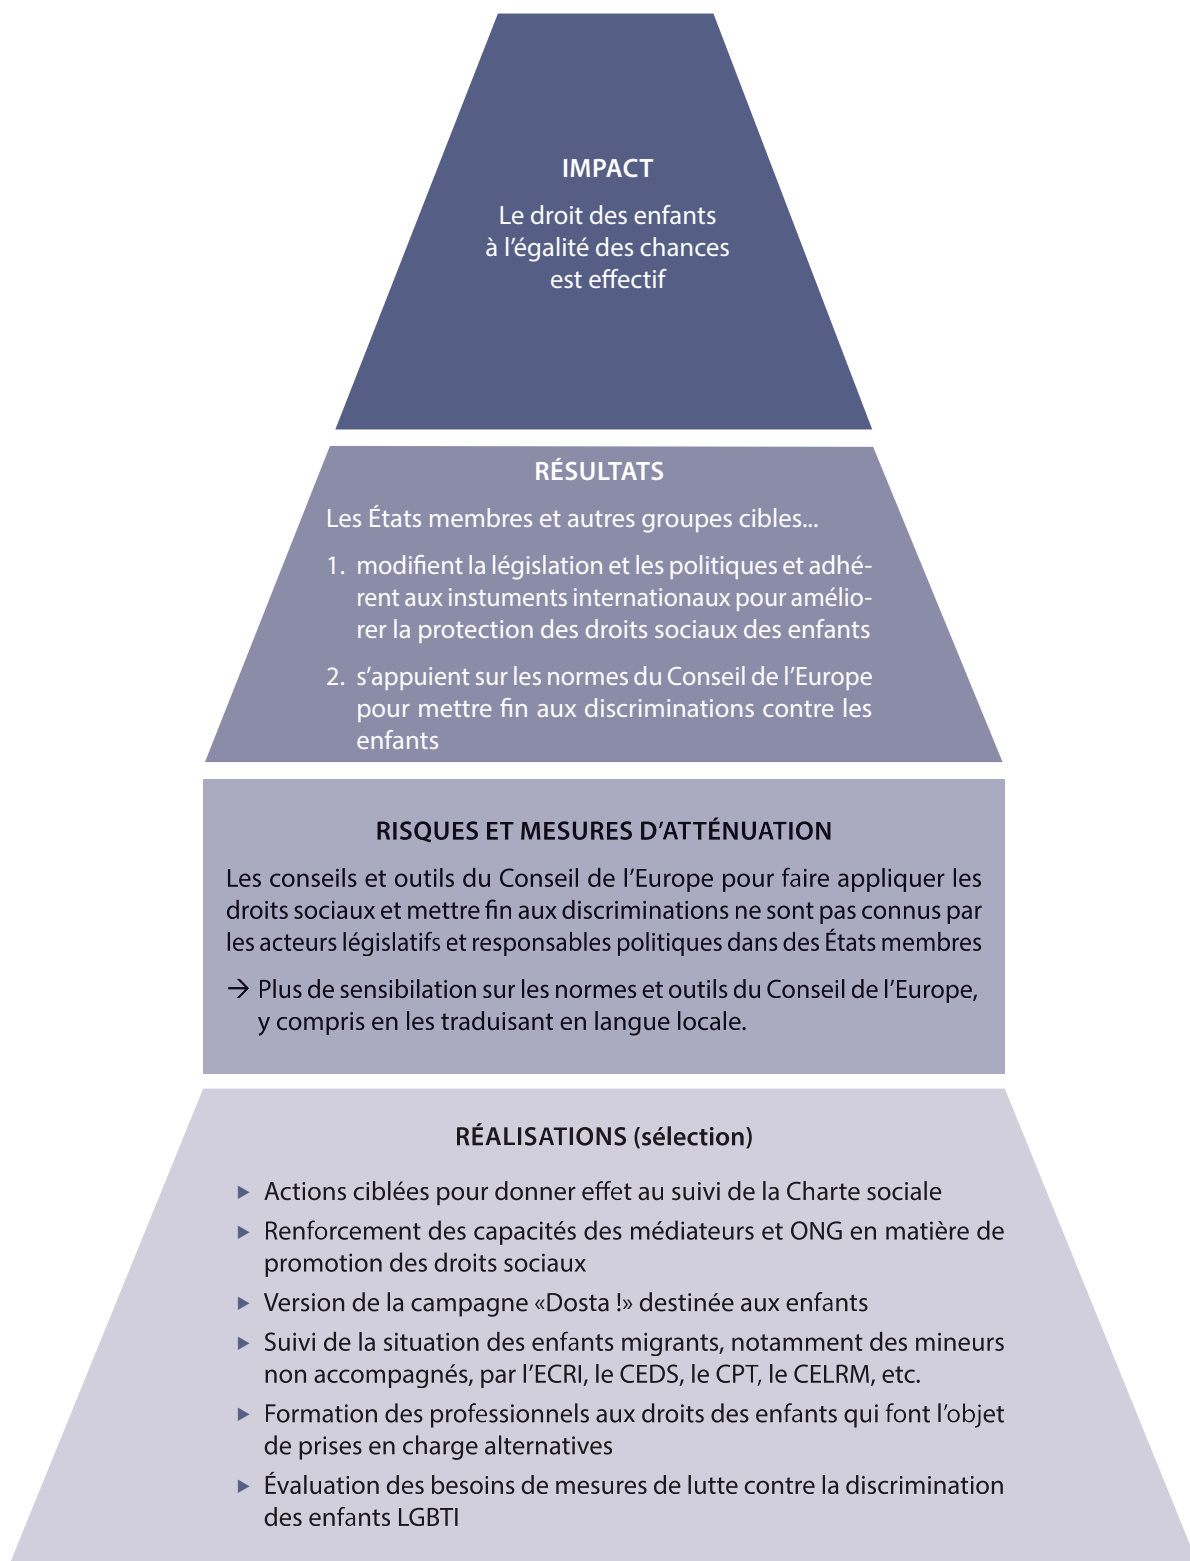 IMPACT
Le droit des enfants
à l’égalité des chances
est effectif
RÉSULTATS
Les États membres et autres groupes cibles...
1. modifient la législation et les politiques et adhé-
rent aux instuments internationaux pour amélio-
rer la protection des droits sociaux des enfants
2. s’appuient sur les normes du Conseil de l’Europe
pour mettre fin aux discriminations contre les
enfants
RISQUES ET MESURES D’ATTÉNUATION
Les conseils et outils du Conseil de l’Europe pour faire appliquer les
droits sociaux et mettre fin aux discriminations ne sont pas connus par
les acteurs législatifs et responsables politiques dans des États membres
→ Plus de sensibilation sur les normes et outils du Conseil de l’Europe,
y compris en les traduisant en langue locale.
RÉALISATIONS (sélection)
▶ Actions ciblées pour donner effet au suivi de la Charte sociale
▶ Renforcement des capacités des médiateurs et ONG en matière de
promotion des droits sociaux
▶ Version de la campagne «Dosta !» destinée aux enfants
▶ Suivi de la situation des enfants migrants, notamment des mineurs
non accompagnés, par l’ECRI, le CEDS, le CPT, le CELRM, etc.
▶ Formation des professionnels aux droits des enfants qui font l’objet
de prises en charge alternatives
▶ Évaluation des besoins de mesures de lutte contre la discrimination
des enfants LGBTI